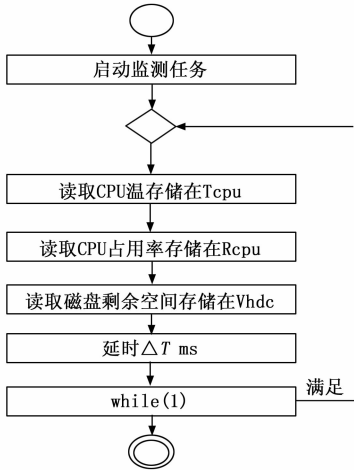 启动监测任务
读取CPU温存储在Tcpu
读取CPU占用率存储在Rcpu
读取磁盘剩余空间存储在Vhdc
延时△T ms
while(1)
满足